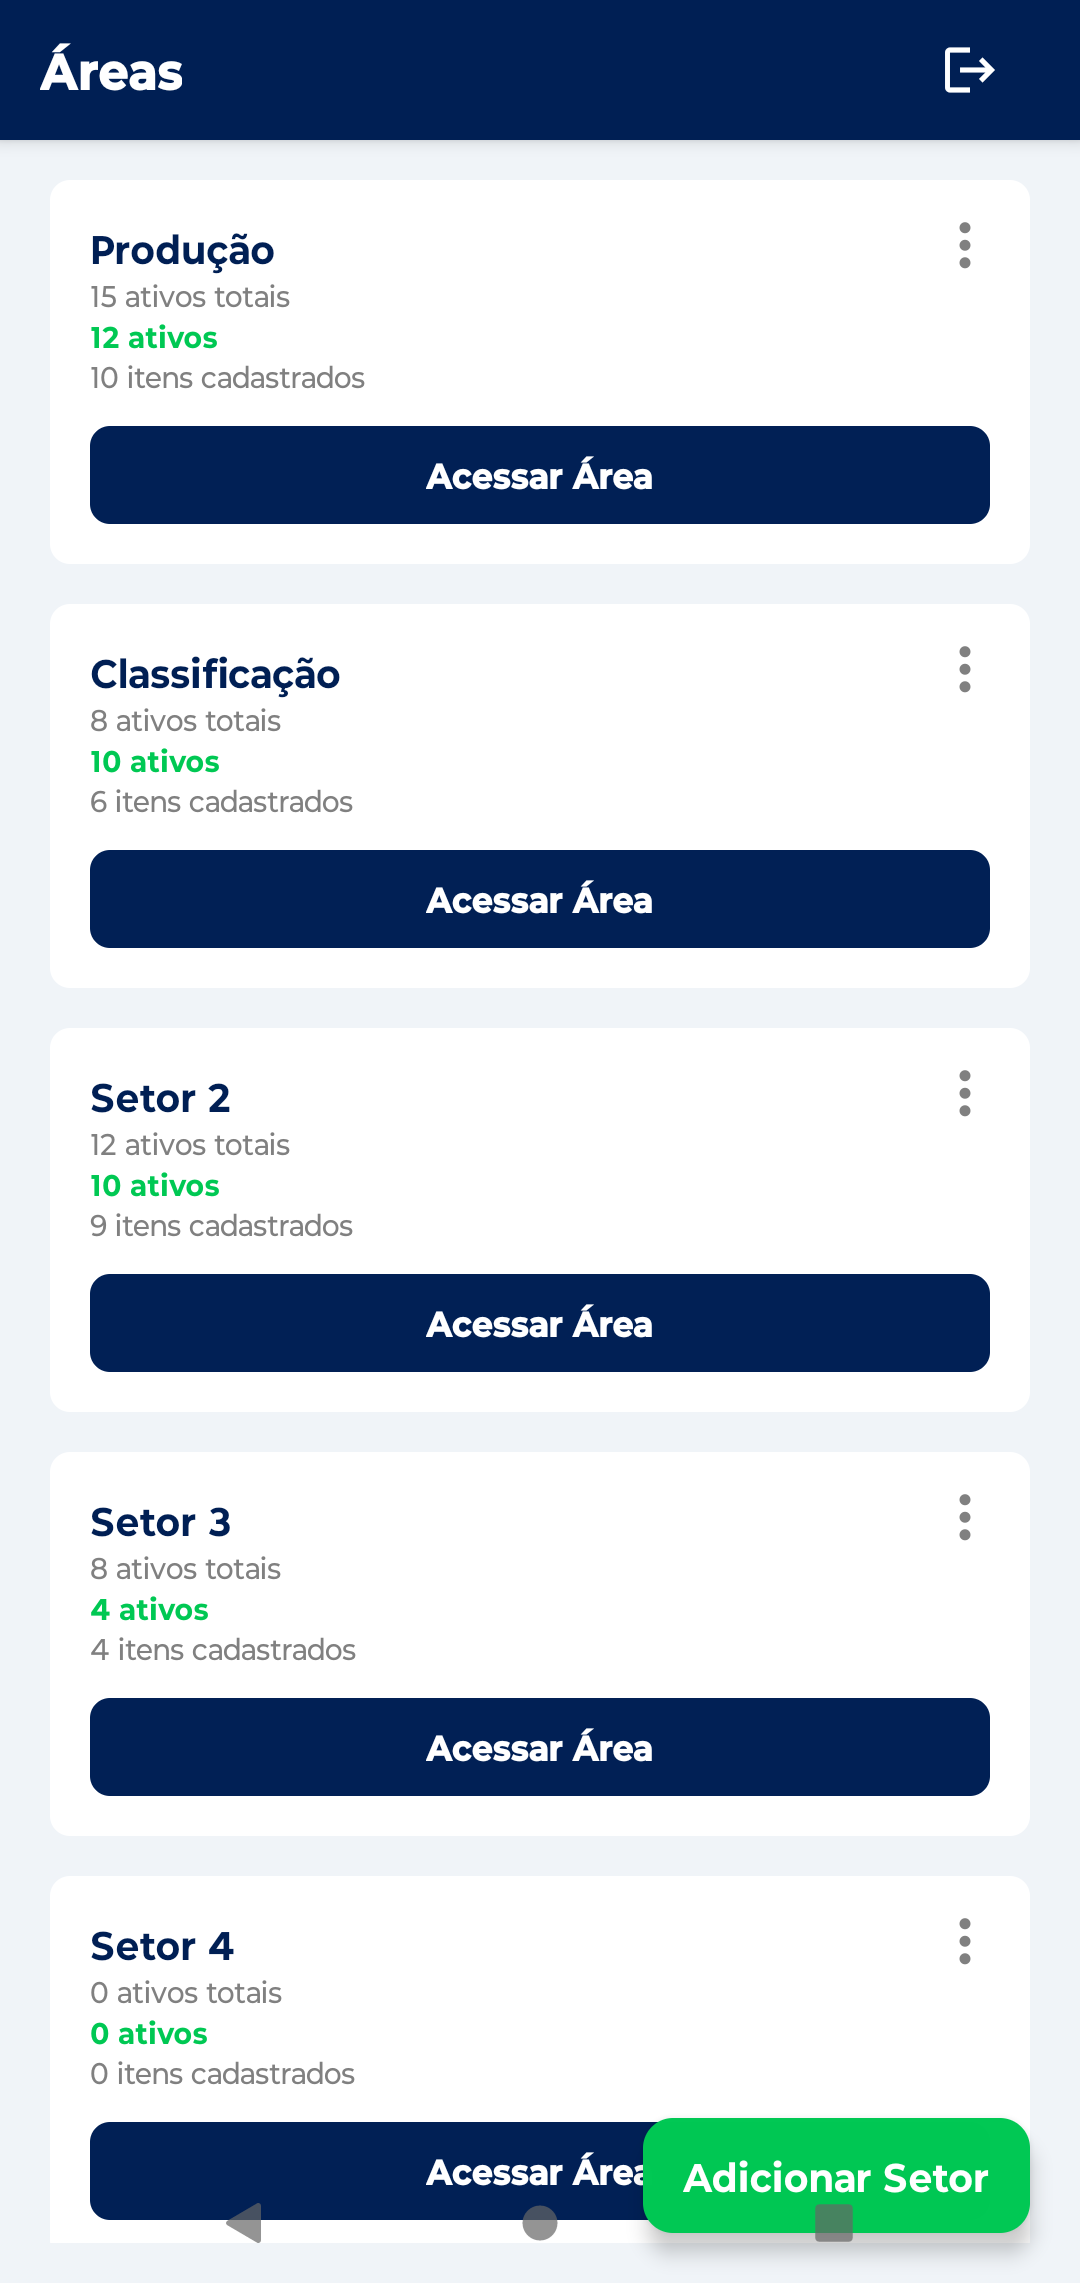 Áreas
Produção
15 ativos totais
12 ativos
10 itens cadastrados
Acessar Área
Classificação
8 ativos totais
10 ativos
6 itens cadastrados
Acessar Área
Setor 2
12 ativos totais
10 ativos
9 itens cadastrados
Acessar Área
Setor 3
8 ativos totais
4 ativos
4 itens cadastrados
Acessar Área
Setor 4
0 ativos totais
0 ativos
0 itens cadastrados
Acessar Área
Adicionar Setor